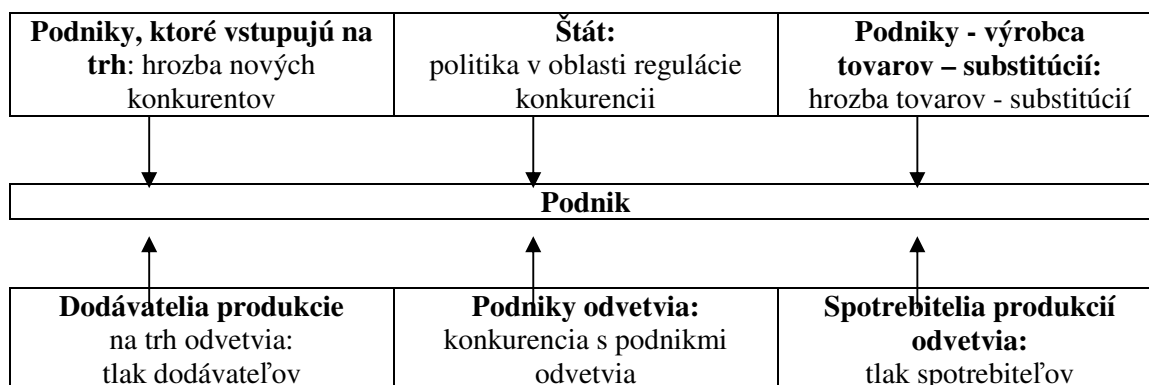 Podniky, ktoré vstupujú na
trh: hrozba nových
konkurentov
Štát:
politika v oblasti regulácie
konkurencii
Podniky - výrobca
tovarov – substitúcií:
hrozba tovarov - substitúcií
Podnik
Dodávatelia produkcie
na trh odvetvia:
tlak dodávateľov
Podniky odvetvia:
konkurencia s podnikmi
odvetvia
Spotrebitelia produkcií
odvetvia:
tlak spotrebiteľov